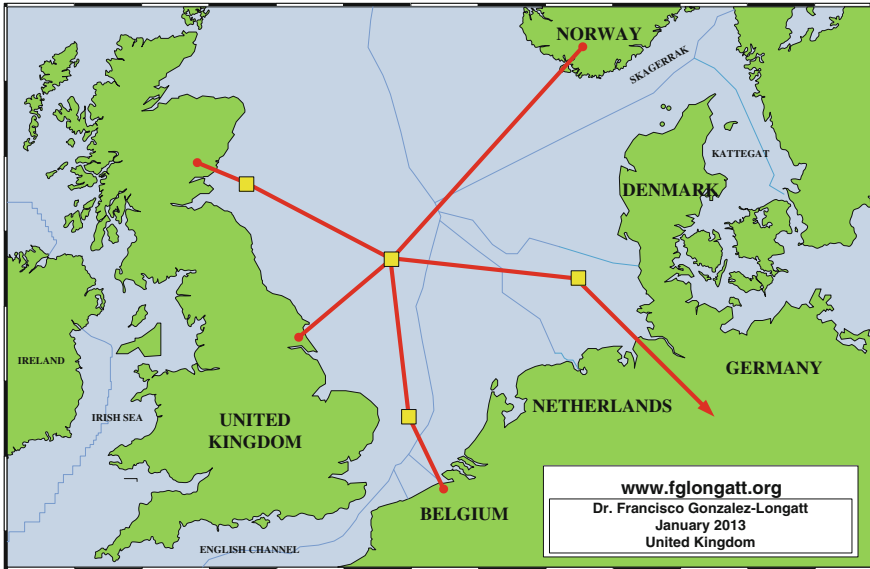 NORWAY
SKAGERRAK
KATTEGAT
DENMARK
IRELAND
GERMANY
NETHERLANDS
IRISH SEA
UNITED
KINGDOM
BELGIUM
ENGLISH CHANNEL
www.fglongatt.org
Dr. Francisco Gonzalez-Longatt
January 2013
United Kingdom